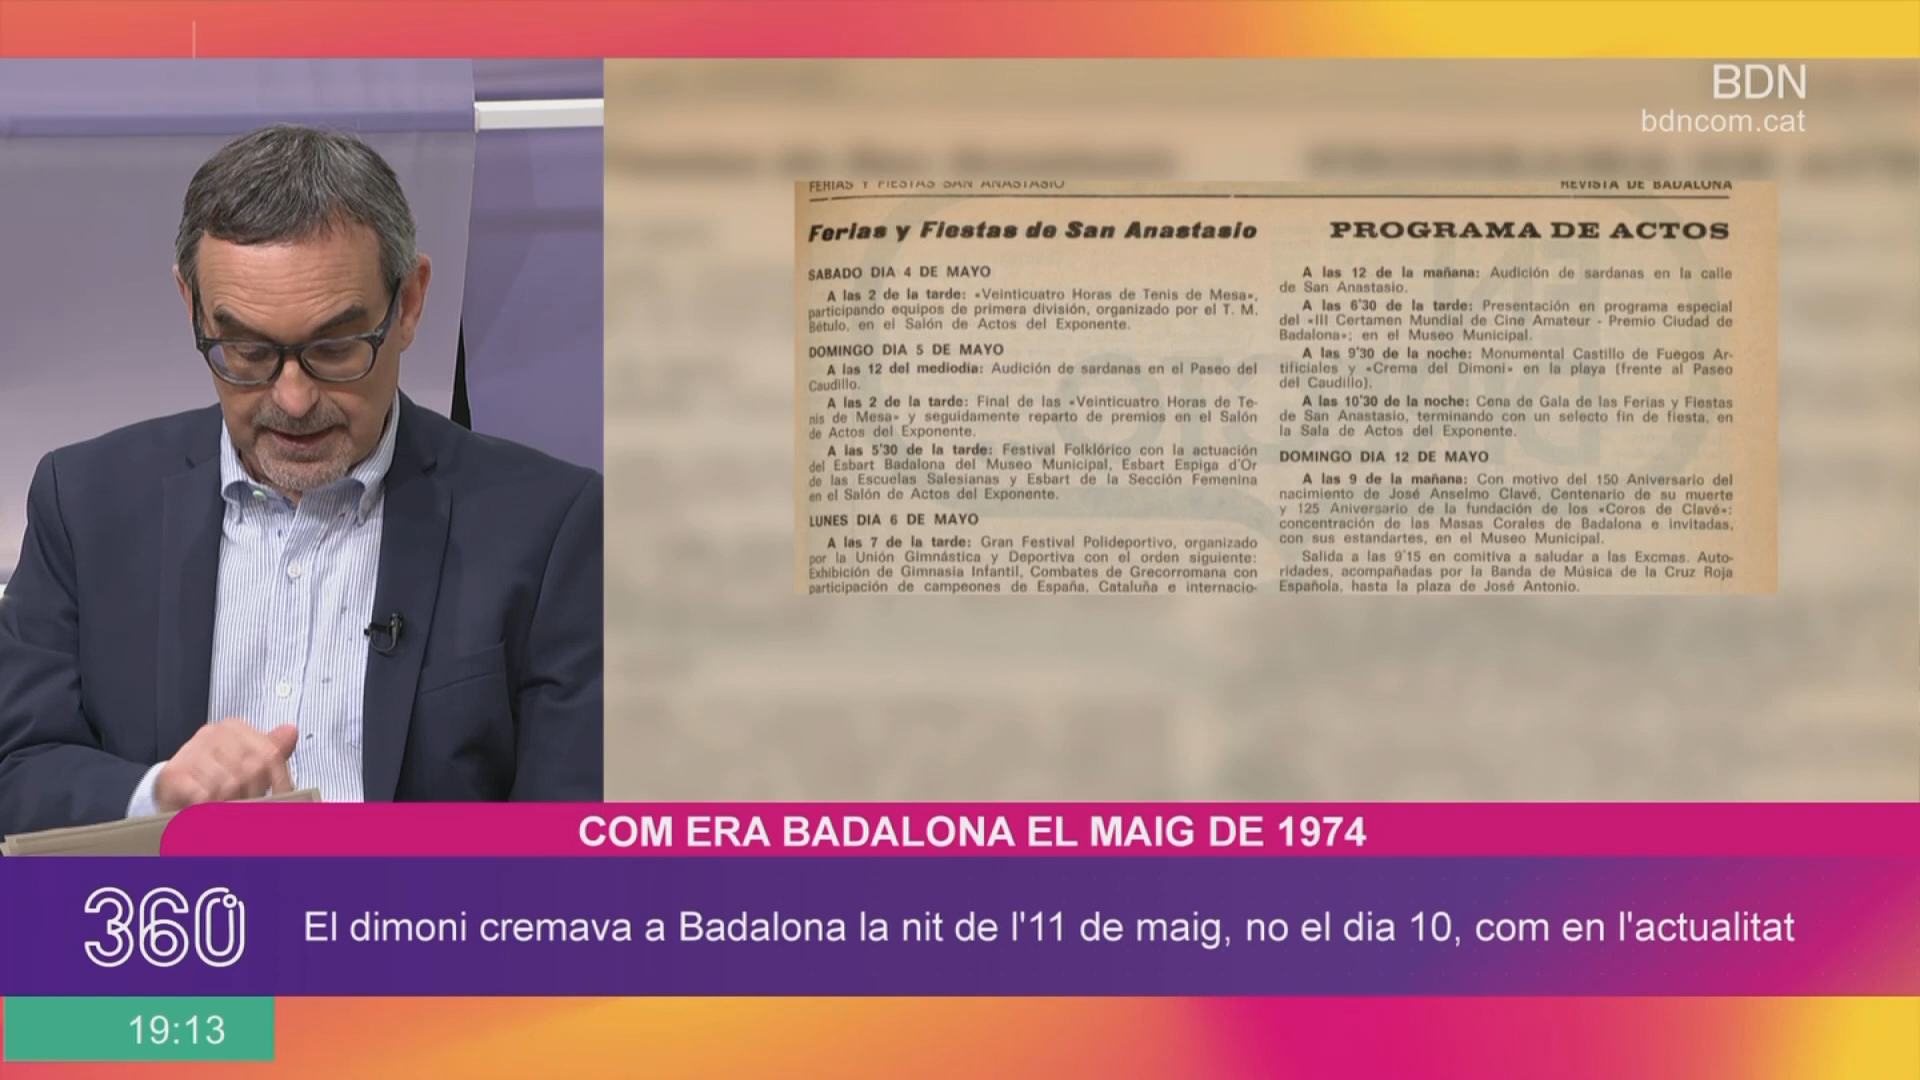 BDN
bdncom.cat
FERIAS Y FIESTAS SAN ANASTASIO
REVISTA DE BADALONA
Ferias y Fiestas de San Anastasio
SABADO DIA 4 DE MAYO
A las 2 de la tarde: «Veinticuatro Horas de Tenis de Mesa»,
participando equipos de primera división, organizado por el T. M.
Bétulo, en el Salón de Actos del Exponente.
DOMINGO DIA 5 DE MAYO
A las 12 del mediodia: Audición de sardanas en el Paseo del
Caudillo.
A las 2 de la tarde: Final de las «Veinticuatro Horas de Te-
nis de Mesa» y seguidamente reparto de premios en el Salón
de Actos del Exponente.
A las 5'30 de la tarde: Festival Folklórico con la actuación
del Esbart Badalona del Museo Municipal, Esbart Espiga d'Or
de las Escuelas Salesianas y Esbart de la Sección Femenina
en el Salón de Actos del Exponente.
LUNES DIA 6 DE MAYO
A las 7 de la tarde: Gran Festival Polideportivo, organizado
por la Unión Gimnástica y Deportiva con el orden siguiente:
Exhibición de Gimnasia Infantil, Combates de Grecorromana con
participación de campeones de España, Cataluña e internacio-
PROGRAMA DE ACTOS
A las 12 de la mañana: Audición de sardanas en la calle
de San Anastasio.
A las 6'30 de la tarde: Presentación en programa especial
del «III Certamen Mundial de Cine Amateur - Premio Ciudad de
Badalona»; en el Museo Municipal.
A las 9'30 de la noche: Monumental Castillo de Fuegos Ar-
tificiales y «Crema del Dimoni» en la playa (frente al Paseo
del Caudillo).
A las 10'30 de la noche: Cena de Gala de las Ferias y Fiestas
de San Anastasio, terminando con un selecto fin de fiesta, en
la Sala de Actos del Exponente.
DOMINGO DIA 12 DE MAYO
A las 9 de la mañana: Con motivo del 150 Aniversario del
nacimiento de José Anselmo Clavé, Centenario de su muerte
y 125 Aniversario de la fundación de los «Coros de Clavé»:
concentración de las Masas Corales de Badalona e invitadas,
con sus estandartes, en el Museo Municipal.
Salida a las 9'15 en comitiva a saludar a las Excmas. Auto-
ridades, acompañadas por la Banda de Música de la Cruz Roja
Española, hasta la plaza de José Antonio.
COM ERA BADALONA EL MAIG DE 1974
360º
El dimoni cremava a Badalona la nit de l'11 de maig, no el dia 10, com en l'actualitat
19:13